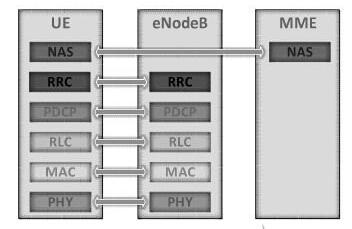 UE eNodeB MME
NAS NAS
RRC RRC
PDCP PDCP
RLC RLC
MAC MAC
PHY PHY